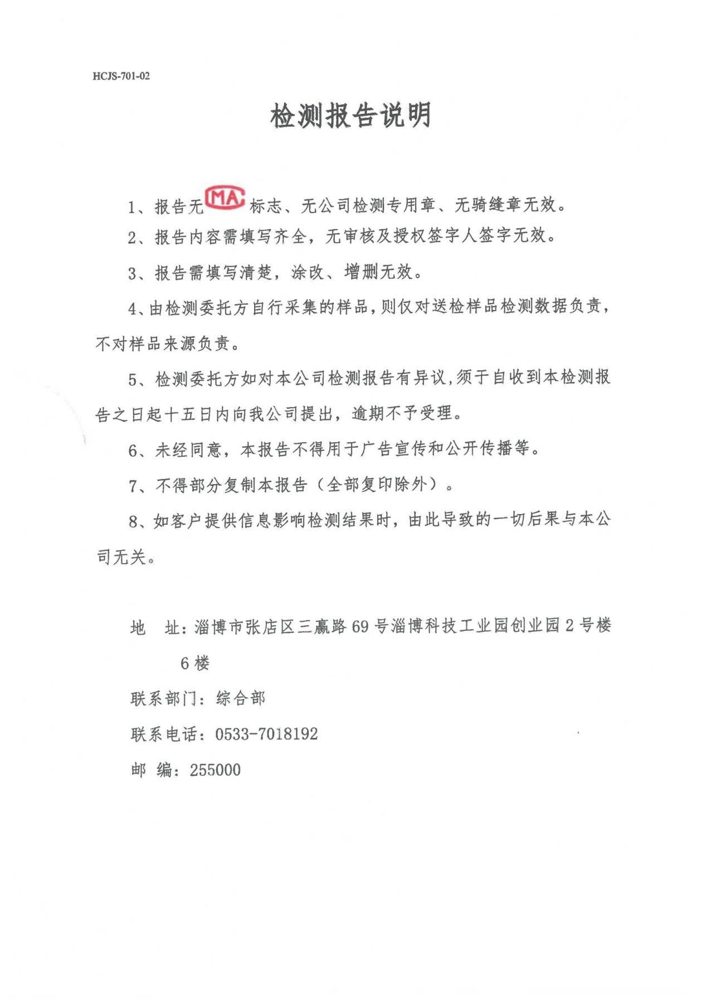 HCJS-701-02
检测报告说明
1、报告无MA标志、无公司检测专用章、无骑缝章无效。
2、报告内容需填写齐全，无审核及授权签字人签字无效。
3、报告需填写清楚，涂改、增删无效。
4、由检测委托方自行采集的样品，则仅对送检样品检测数据负责，
不对样品来源负责。
5、检测委托方如对本公司检测报告有异议，须于自收到本检测报
告之日起十五日内向我公司提出，逾期不予受理。
6、未经同意，本报告不得用于广告宣传和公开传播等。
7、不得部分复制本报告（全部复印除外）。
8、如客户提供信息影响检测结果时，由此导致的一切后果与本公
司无关。
地 址：淄博市张店区三赢路 69 号淄博科技工业园创业园 2 号楼
6 楼
联系部门：综合部
联系电话：0533-7018192
邮 编：255000